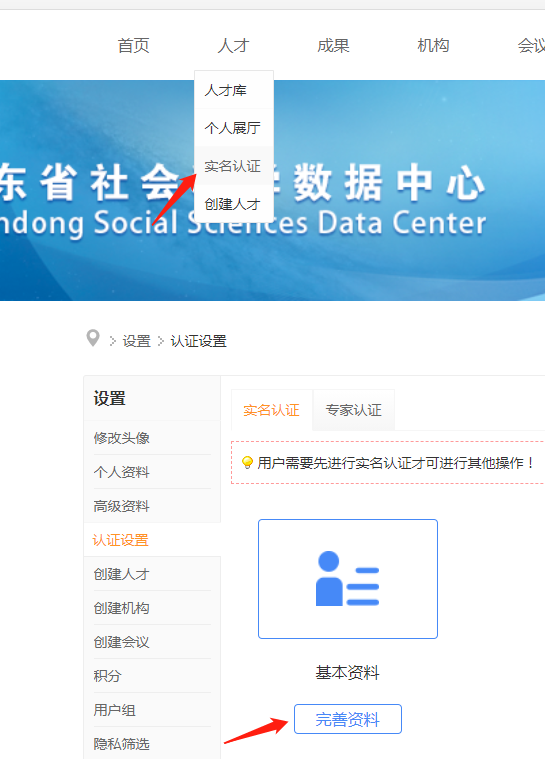 首页 人才 成果 机构 会议
人才库
个人展厅
实名认证
创建人才
东省社会 学数据中心
ndong Social Sciences Data Center
设置 > 认证设置
设置
实名认证 专家认证
修改头像
个人资料
高级资料
认证设置
创建人才
创建机构
创建会议
积分
用户组
隐私筛选
用户需要先进行实名认证才可进行其他操作！
基本资料
完善资料